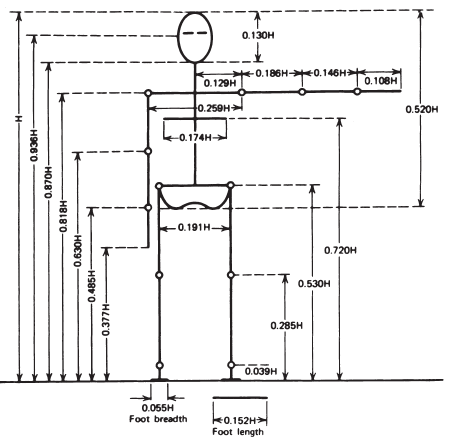 0.130H
0.129H
0.186H
0.146H
0.108H
0.259H
0.520H
0.174H
H
0.936H
0.870H
0.818H
0.630H
0.485H
0.377H
0.191H
0.720H
0.530H
0.285H
0.039H
0.055H
Foot breadth
0.152H
Foot length